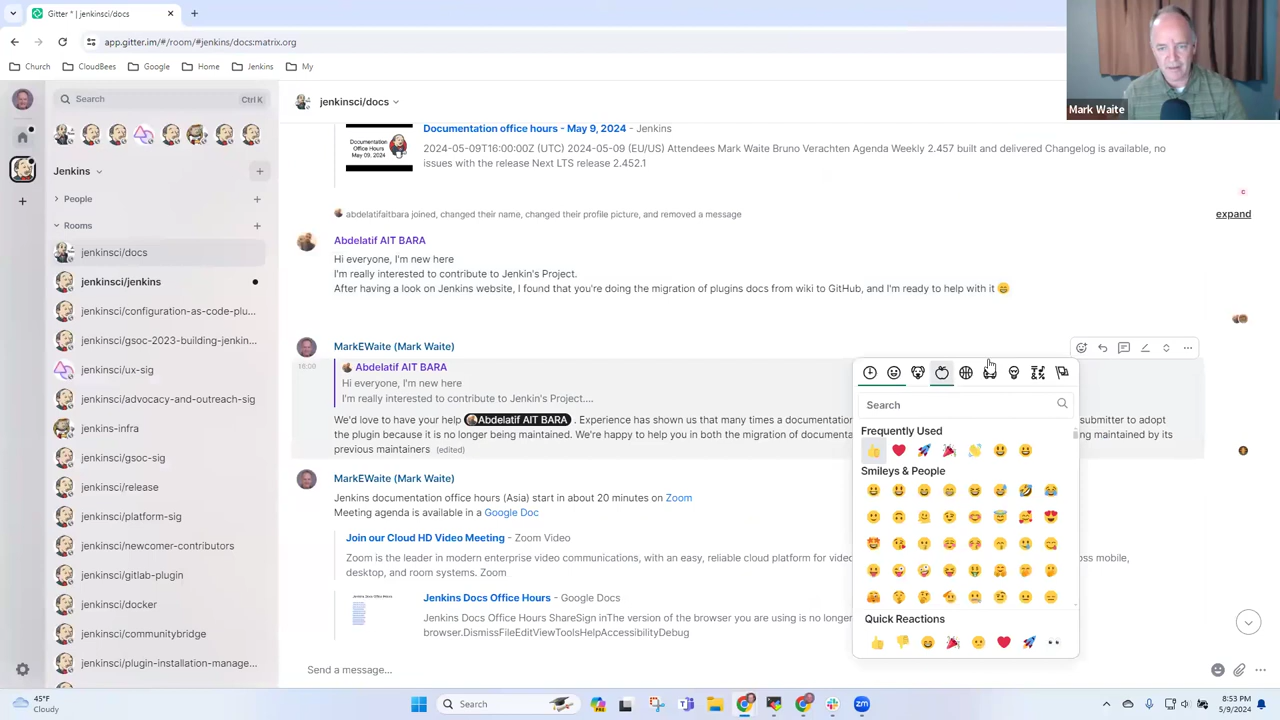 Gitter * | jenkinsci/docs
app.gitter.im/#/room/#jenkins/docs:matrix.org
Church
CloudBees
Google
Home
Jenkins
My
Mark Waite
Search
Ctrl K
Jenkins
People
Rooms
jenkinsci/docs
jenkinsci/jenkins
jenkinsci/configuration-as-code-plu...
jenkinsci/gsoc-2023-building-jenkin...
jenkinsci/ux-sig
jenkinsci/advocacy-and-outreach-sig
jenkins-infra
jenkinsci/gsoc-sig
jenkinsci/release
jenkinsci/platform-sig
jenkinsci/newcomer-contributors
jenkinsci/gitlab-plugin
jenkinsci/docker
jenkinsci/communitybridge
jenkinsci/plugin-installation-manage...
jenkinsci/docs
Documentation Office Hours May 09, 2024
Documentation office hours - May 9, 2024 - Jenkins
2024-05-09T16:00:00Z (UTC) 2024-05-09 (EU/US) Attendees Mark Waite Bruno Verachten Agenda Weekly 2.457 built and delivered Changelog is available, no
issues with the release Next LTS release 2.452.1
abdelatifaitbara joined, changed their name, changed their profile picture, and removed a message
expand
Abdelatif AIT BARA
Hi everyone, I'm new here
I'm really interested to contribute to Jenkin's Project.
After having a look on Jenkins website, I found that you're doing the migration of plugins docs from wiki to GitHub, and I'm ready to help with it 😄
MarkEWaite (Mark Waite)
18:00
Abdelatif AIT BARA
Hi everyone, I'm new here
I'm really interested to contribute to Jenkin's Project....
We'd love to have your help Abdelatif AIT BARA . Experience has shown us that many times a documentation submitter to adopt
the plugin because it is no longer being maintained. We're happy to help you in both the migration of documenta being maintained by its
previous maintainers (edited)
MarkEWaite (Mark Waite)
Jenkins documentation office hours (Asia) start in about 20 minutes on Zoom
Meeting agenda is available in a Google Doc
Join our Cloud HD Video Meeting - Zoom Video
Zoom is the leader in modern enterprise video communications, with an easy, reliable cloud platform for vide oss mobile,
desktop, and room systems. Zoom
Jenkins Docs Office Hours - Google Docs
Jenkins Docs Office Hours ShareSign inThe version of the browser you are using is no longe
browser.DismissFileEditViewToolsHelpAccessibilityDebug
Send a message...
Search
Frequently Used
Smileys & People
Quick Reactions
45°F
Cloudy
Search
8:53 PM
5/9/2024